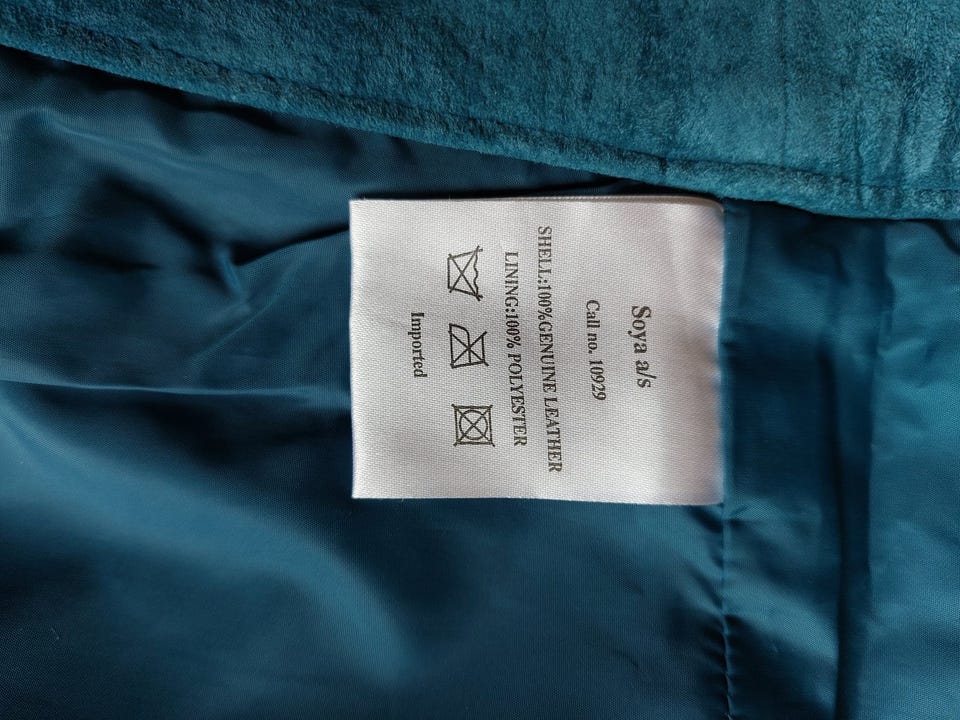 Soya a/s
Call no. 10929
SHELL:100%GENUINE LEATHER
LINING:100% POLYESTER
Imported